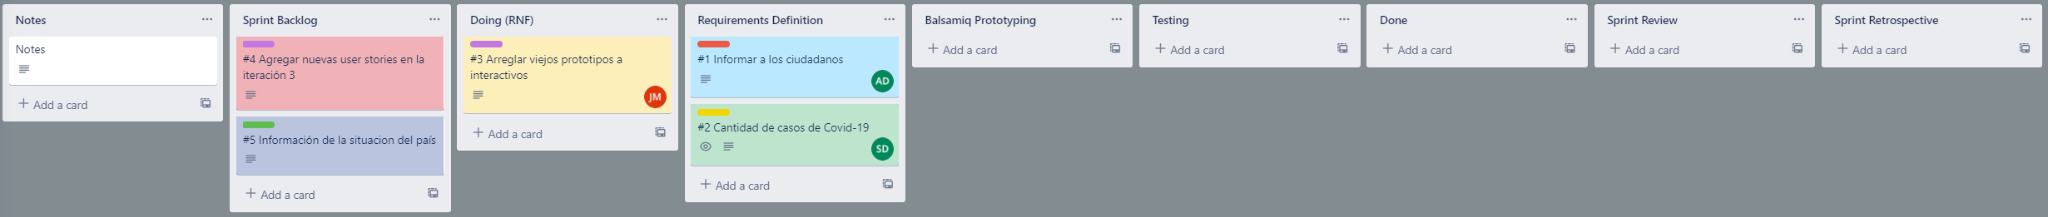 Notes
Notes
Add a card
Sprint Backlog
#4 Agregar nuevas user stories en la
iteración 3
#5 Información de la situacion del país
Add a card
Doing (RNF)
#3 Arreglar viejos prototipos a
interactivos
JM
Add a card
Requirements Definition
#1 Informar a los ciudadanos
AD
#2 Cantidad de casos de Covid-19
SD
Add a card
Balsamiq Prototyping
Add a card
Testing
Add a card
Done
Add a card
Sprint Review
Add a card
Sprint Retrospective
Add a card